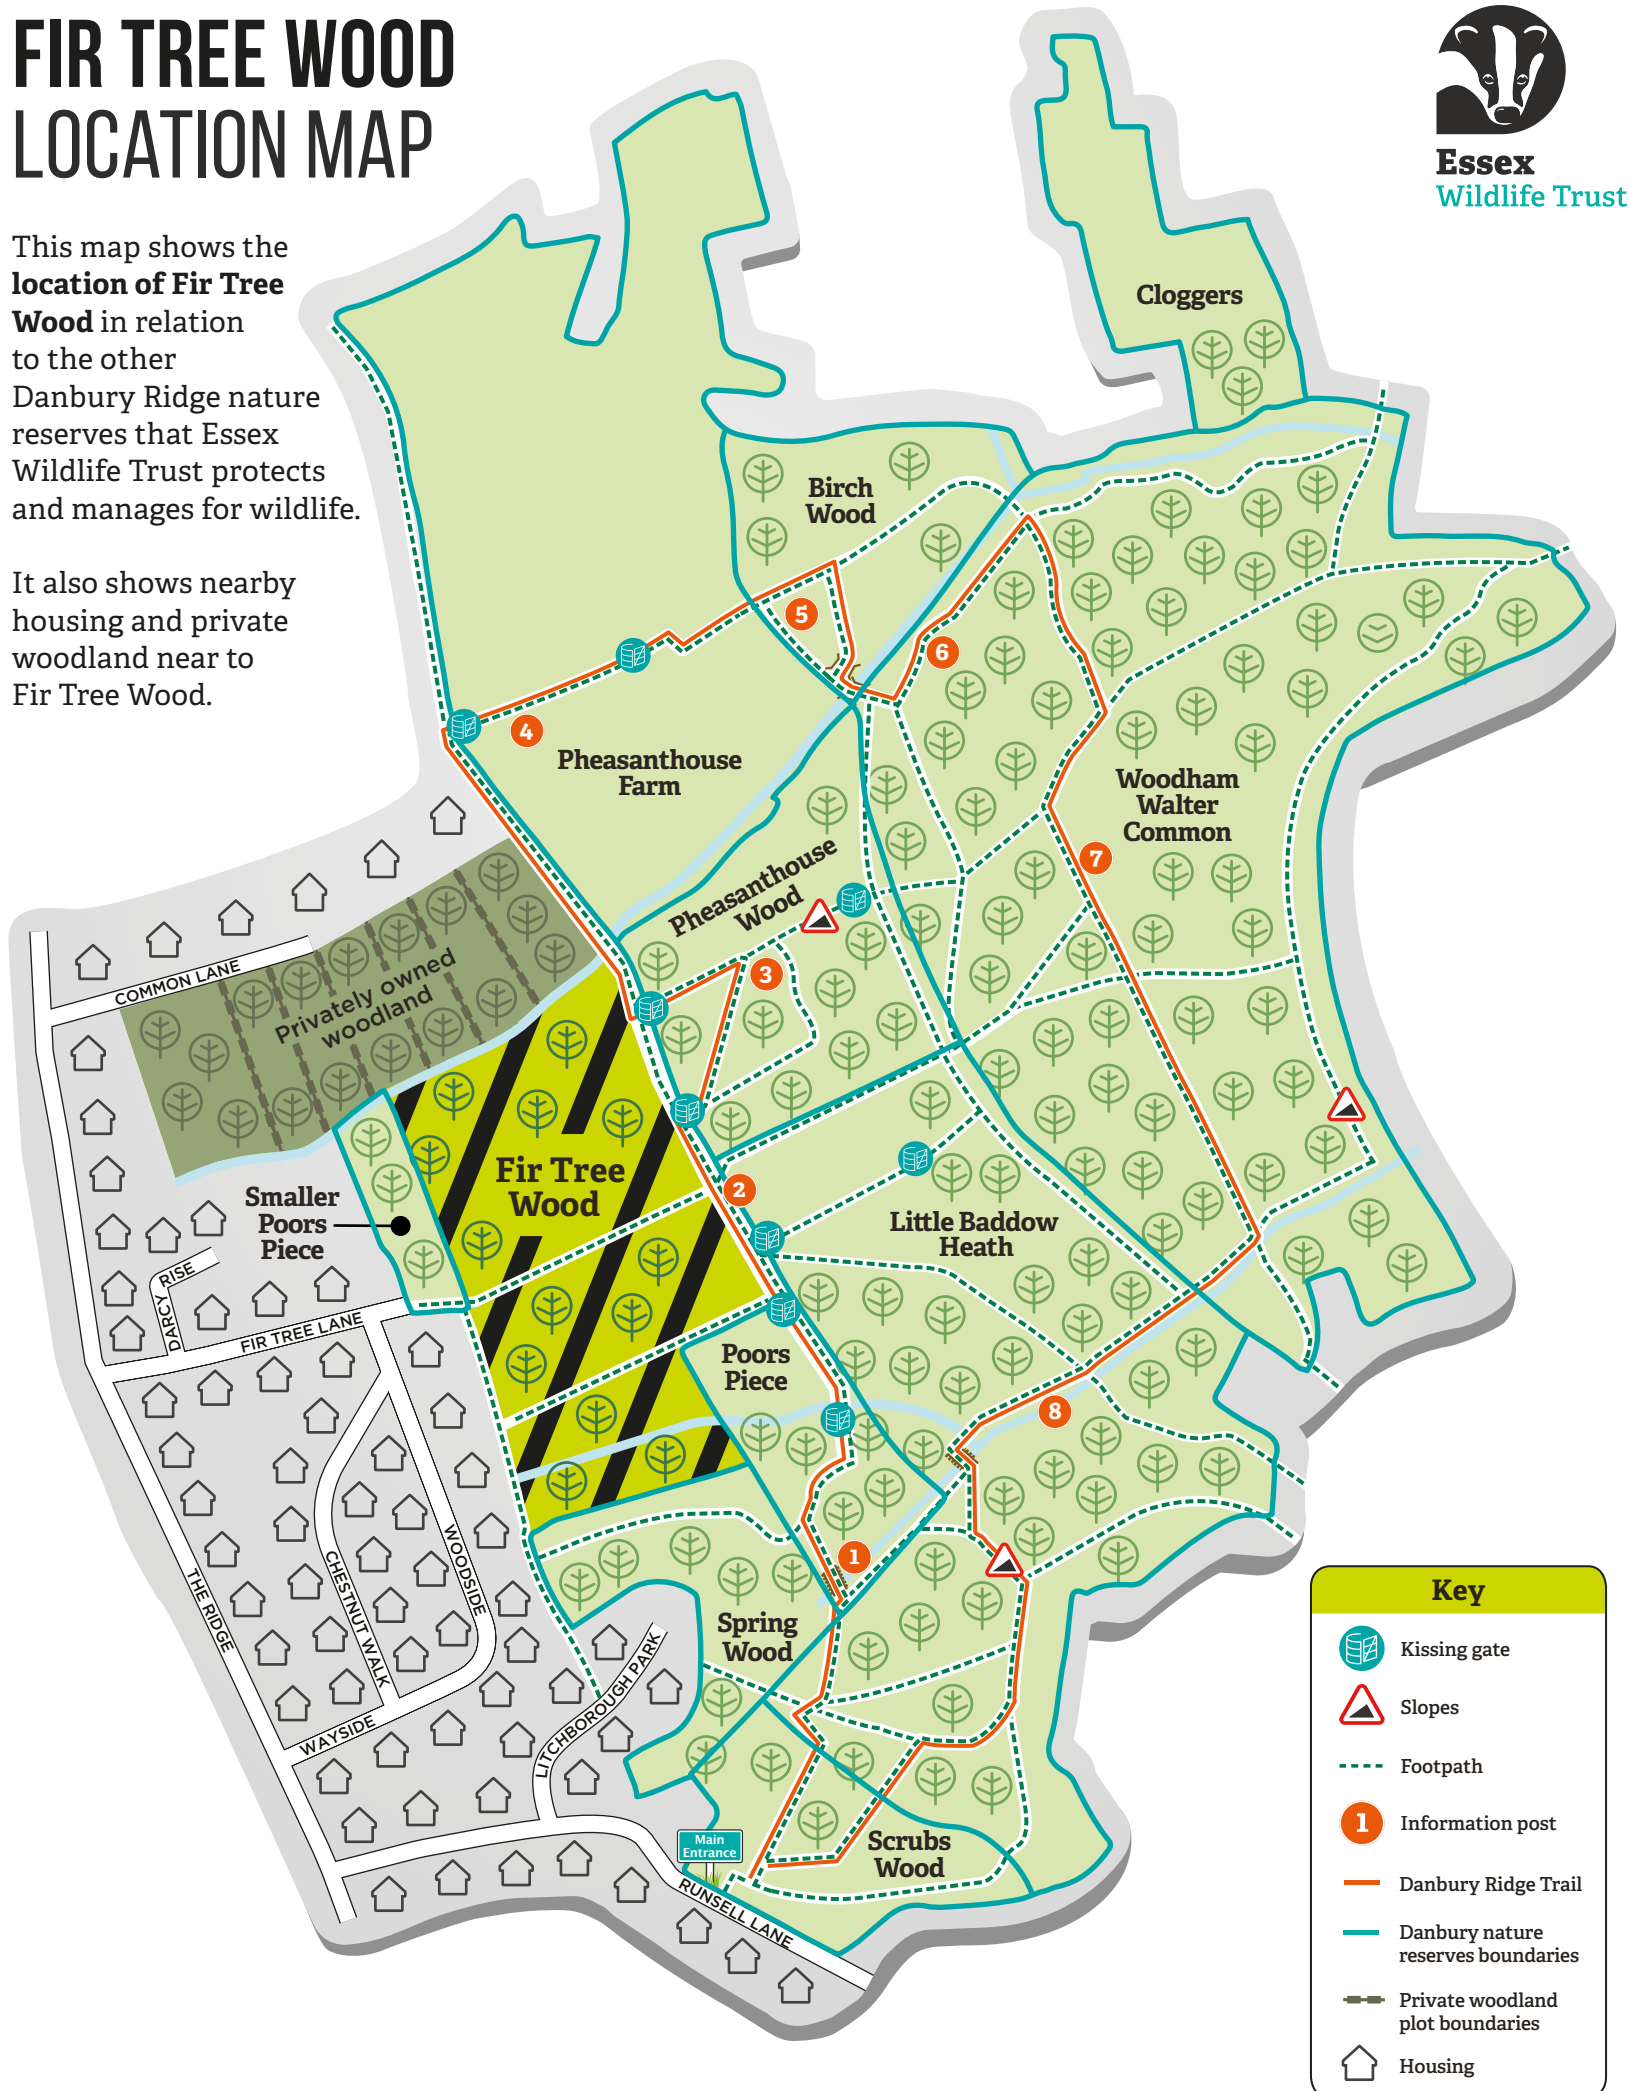 FIR TREE WOOD
LOCATION MAP
Essex
Wildlife Trust
This map shows the
location of Fir Tree
Wood in relation
to the other
Danbury Ridge nature
reserves that Essex
Wildlife Trust protects
and manages for wildlife.
It also shows nearby
housing and private
woodland near to
Fir Tree Wood.
Cloggers
Birch
Wood
5
6
4
Pheasanthouse
Farm
Woodham
Walter
Common
7
Pheasanthouse
Wood
3
COMMON LANE
Privately owned
woodland
Fir Tree
Wood
2
Smaller
Poors
Piece
Little Baddow
Heath
DARCY RISE
FIR TREE LANE
Poors
Piece
8
1
THE RIDGE
CHESTNUT WALK
WOODSIDE
Spring
Wood
WAYSIDE
LITCHBOROUGH PARK
Main
Entrance
Scrubs
Wood
RUNSELL LANE
Key
Kissing gate
Slopes
Footpath
1 Information post
Danbury Ridge Trail
Danbury nature
reserves boundaries
Private woodland
plot boundaries
Housing